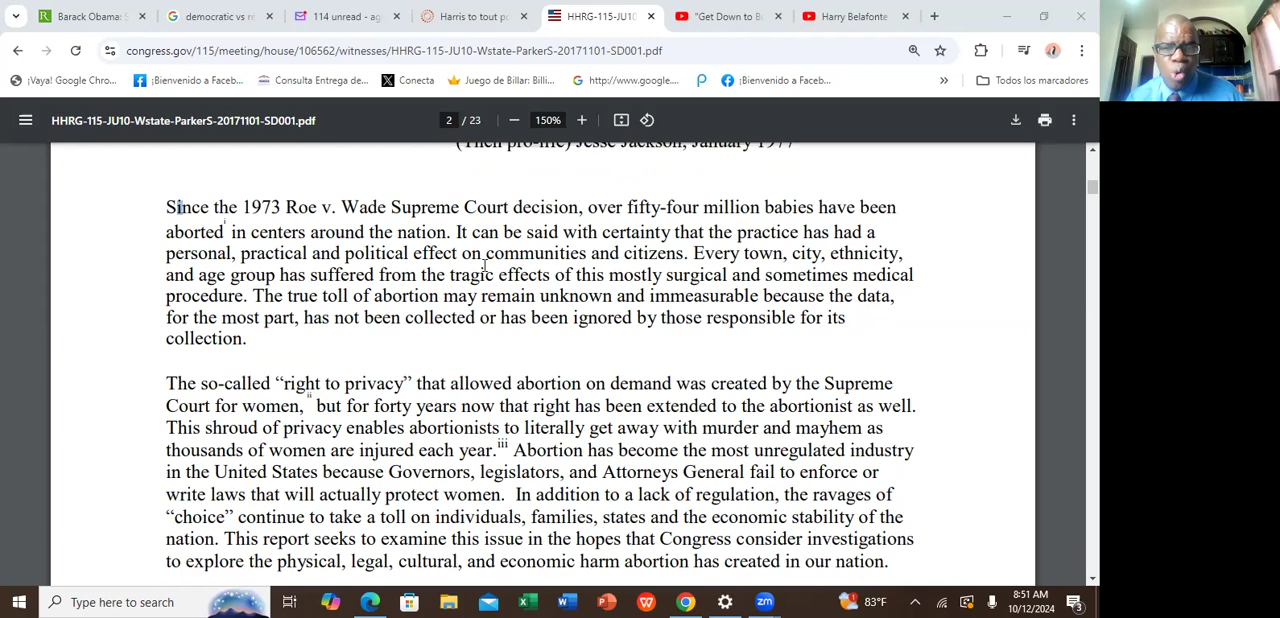 Barack Obama: S
democratic vs re
114 unread - ag
Harris to tout po
HHRG-115-JU10
"Get Down to Bu
Harry Belafonte
congress.gov/115/meeting/house/106562/witnesses/HHRG-115-JU10-Wstate-ParkerS-20171101-SD001.pdf
¡Vaya! Google Chro...
¡Bienvenido a Faceb...
Consulta Entrega de...
Conecta
Juego de Billar: Billi...
http://www.google....
¡Bienvenido a Faceb...
Todos los marcadores
HHRG-115-JU10-Wstate-ParkerS-20171101-SD001.pdf
2 / 23
150%
(Then pro-life) Jesse Jackson, January 1977
Since the 1973 Roe v. Wade Supreme Court decision, over fifty-four million babies have been
aborted i in centers around the nation. It can be said with certainty that the practice has had a
personal, practical and political effect on communities and citizens. Every town, city, ethnicity,
and age group has suffered from the tragic effects of this mostly surgical and sometimes medical
procedure. The true toll of abortion may remain unknown and immeasurable because the data,
for the most part, has not been collected or has been ignored by those responsible for its
collection.
The so-called “right to privacy” that allowed abortion on demand was created by the Supreme
Court for women, ii but for forty years now that right has been extended to the abortionist as well.
This shroud of privacy enables abortionists to literally get away with murder and mayhem as
thousands of women are injured each year.iii Abortion has become the most unregulated industry
in the United States because Governors, legislators, and Attorneys General fail to enforce or
write laws that will actually protect women. In addition to a lack of regulation, the ravages of
“choice” continue to take a toll on individuals, families, states and the economic stability of the
nation. This report seeks to examine this issue in the hopes that Congress consider investigations
to explore the physical, legal, cultural, and economic harm abortion has created in our nation.
Type here to search
83°F
8:51 AM
10/12/2024
3